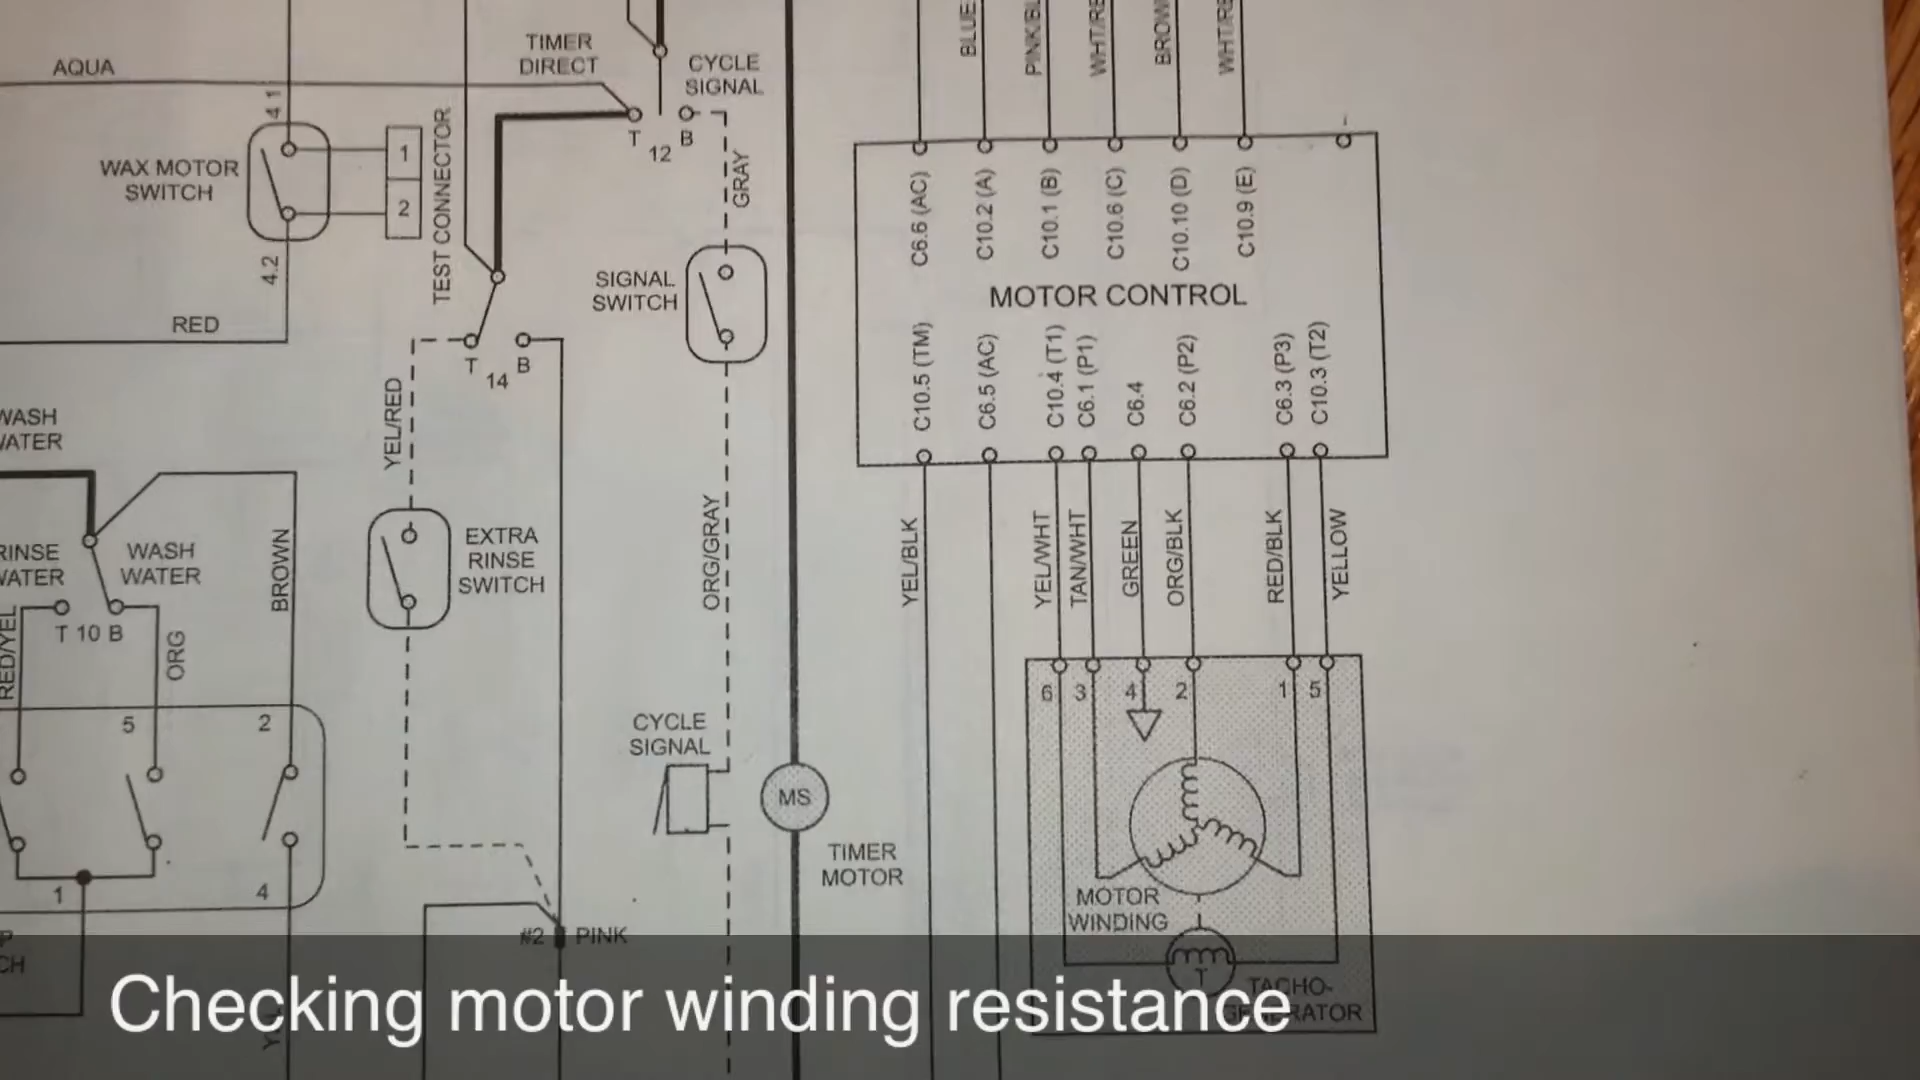 AQUA
4 1
WAX MOTOR
SWITCH
1
2
TEST CONNECTOR
4.2
RED
TIMER
DIRECT
CYCLE
SIGNAL
T
12
B
GRAY
SIGNAL
SWITCH
T
14
B
YEL/RED
EXTRA
RINSE
SWITCH
ORG/GRAY
CYCLE
SIGNAL
MS
TIMER
MOTOR
#2
PINK
WASH
WATER
RINSE
WATER
WASH
WATER
T 10 B
RED/YEL
ORG
BROWN
5
2
1
4
BLUE
PINK/BL
WHT/RE
BROW
WHT/RE
C6.6 (AC)
C10.2 (A)
C10.1 (B)
C10.6 (C)
C10.10 (D)
C10.9 (E)
MOTOR CONTROL
C10.5 (TM)
C6.5 (AC)
C10.4 (T1)
C6.1 (P1)
C6.4
C6.2 (P2)
C6.3 (P3)
C10.3 (T2)
YEL/BLK
YEL/WHT
TAN/WHT
GREEN
ORG/BLK
RED/BLK
YELLOW
6
3
4
2
1
5
MOTOR
WINDING
T
TACHO-
GENERATOR
Checking motor winding resistance